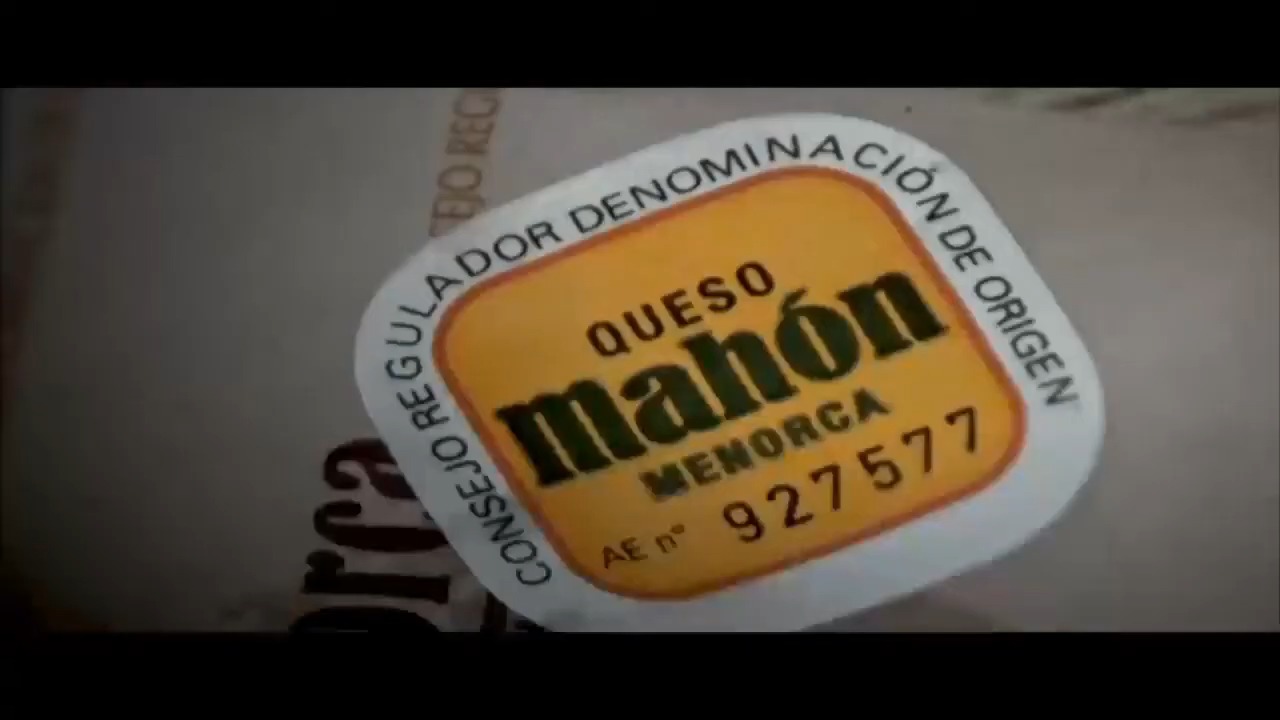 CONSEJO REGULADOR DENOMINACIÓN DE ORIGEN
QUESO
mahón
MENORCA
AE nº 927577